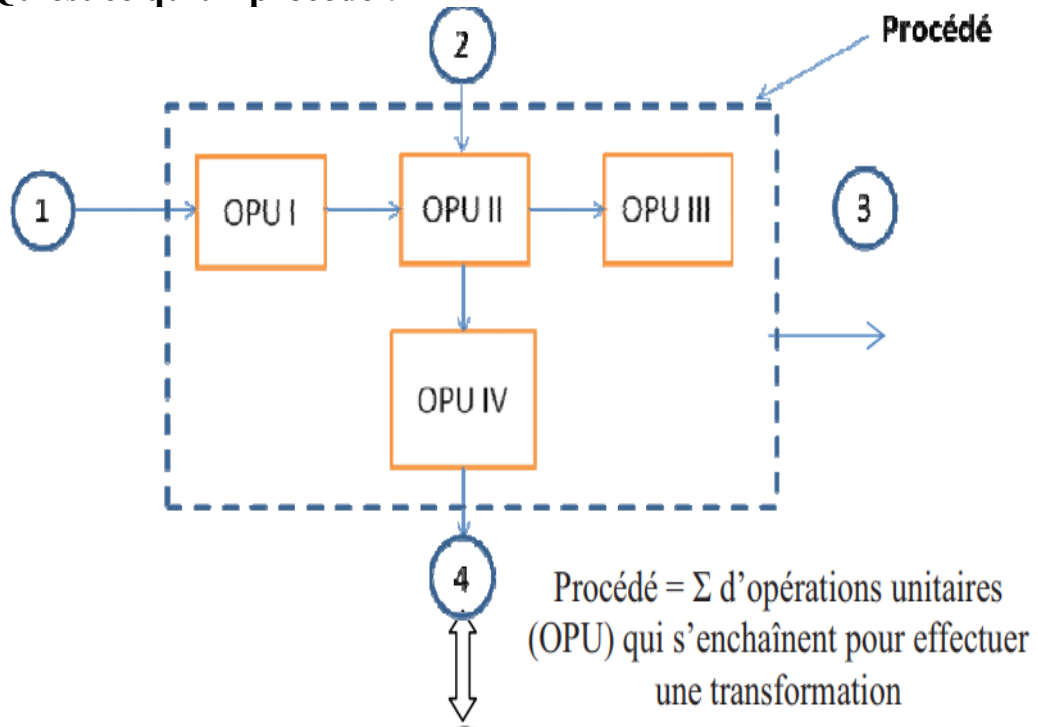 2
Procédé
1
OPU I
OPU II
OPU III
3
OPU IV
4
Procédé = Σ d'opérations unitaires
(OPU) qui s'enchaînent pour effectuer
une transformation